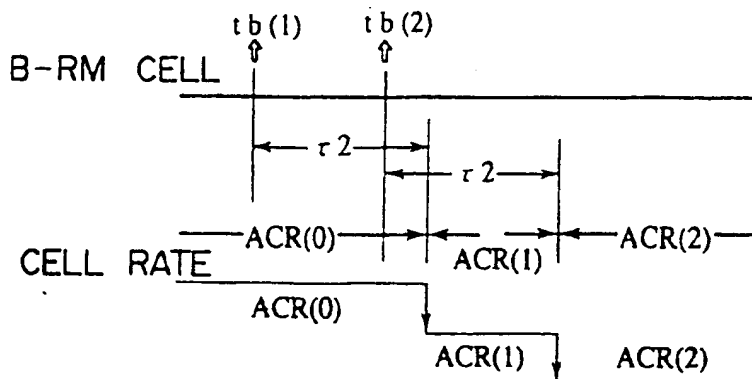 t b (1) t b (2)
B-RM CELL
τ 2
τ 2
ACR(0) ACR(1) ACR(2)
CELL RATE
ACR(0)
ACR(1) ACR(2)